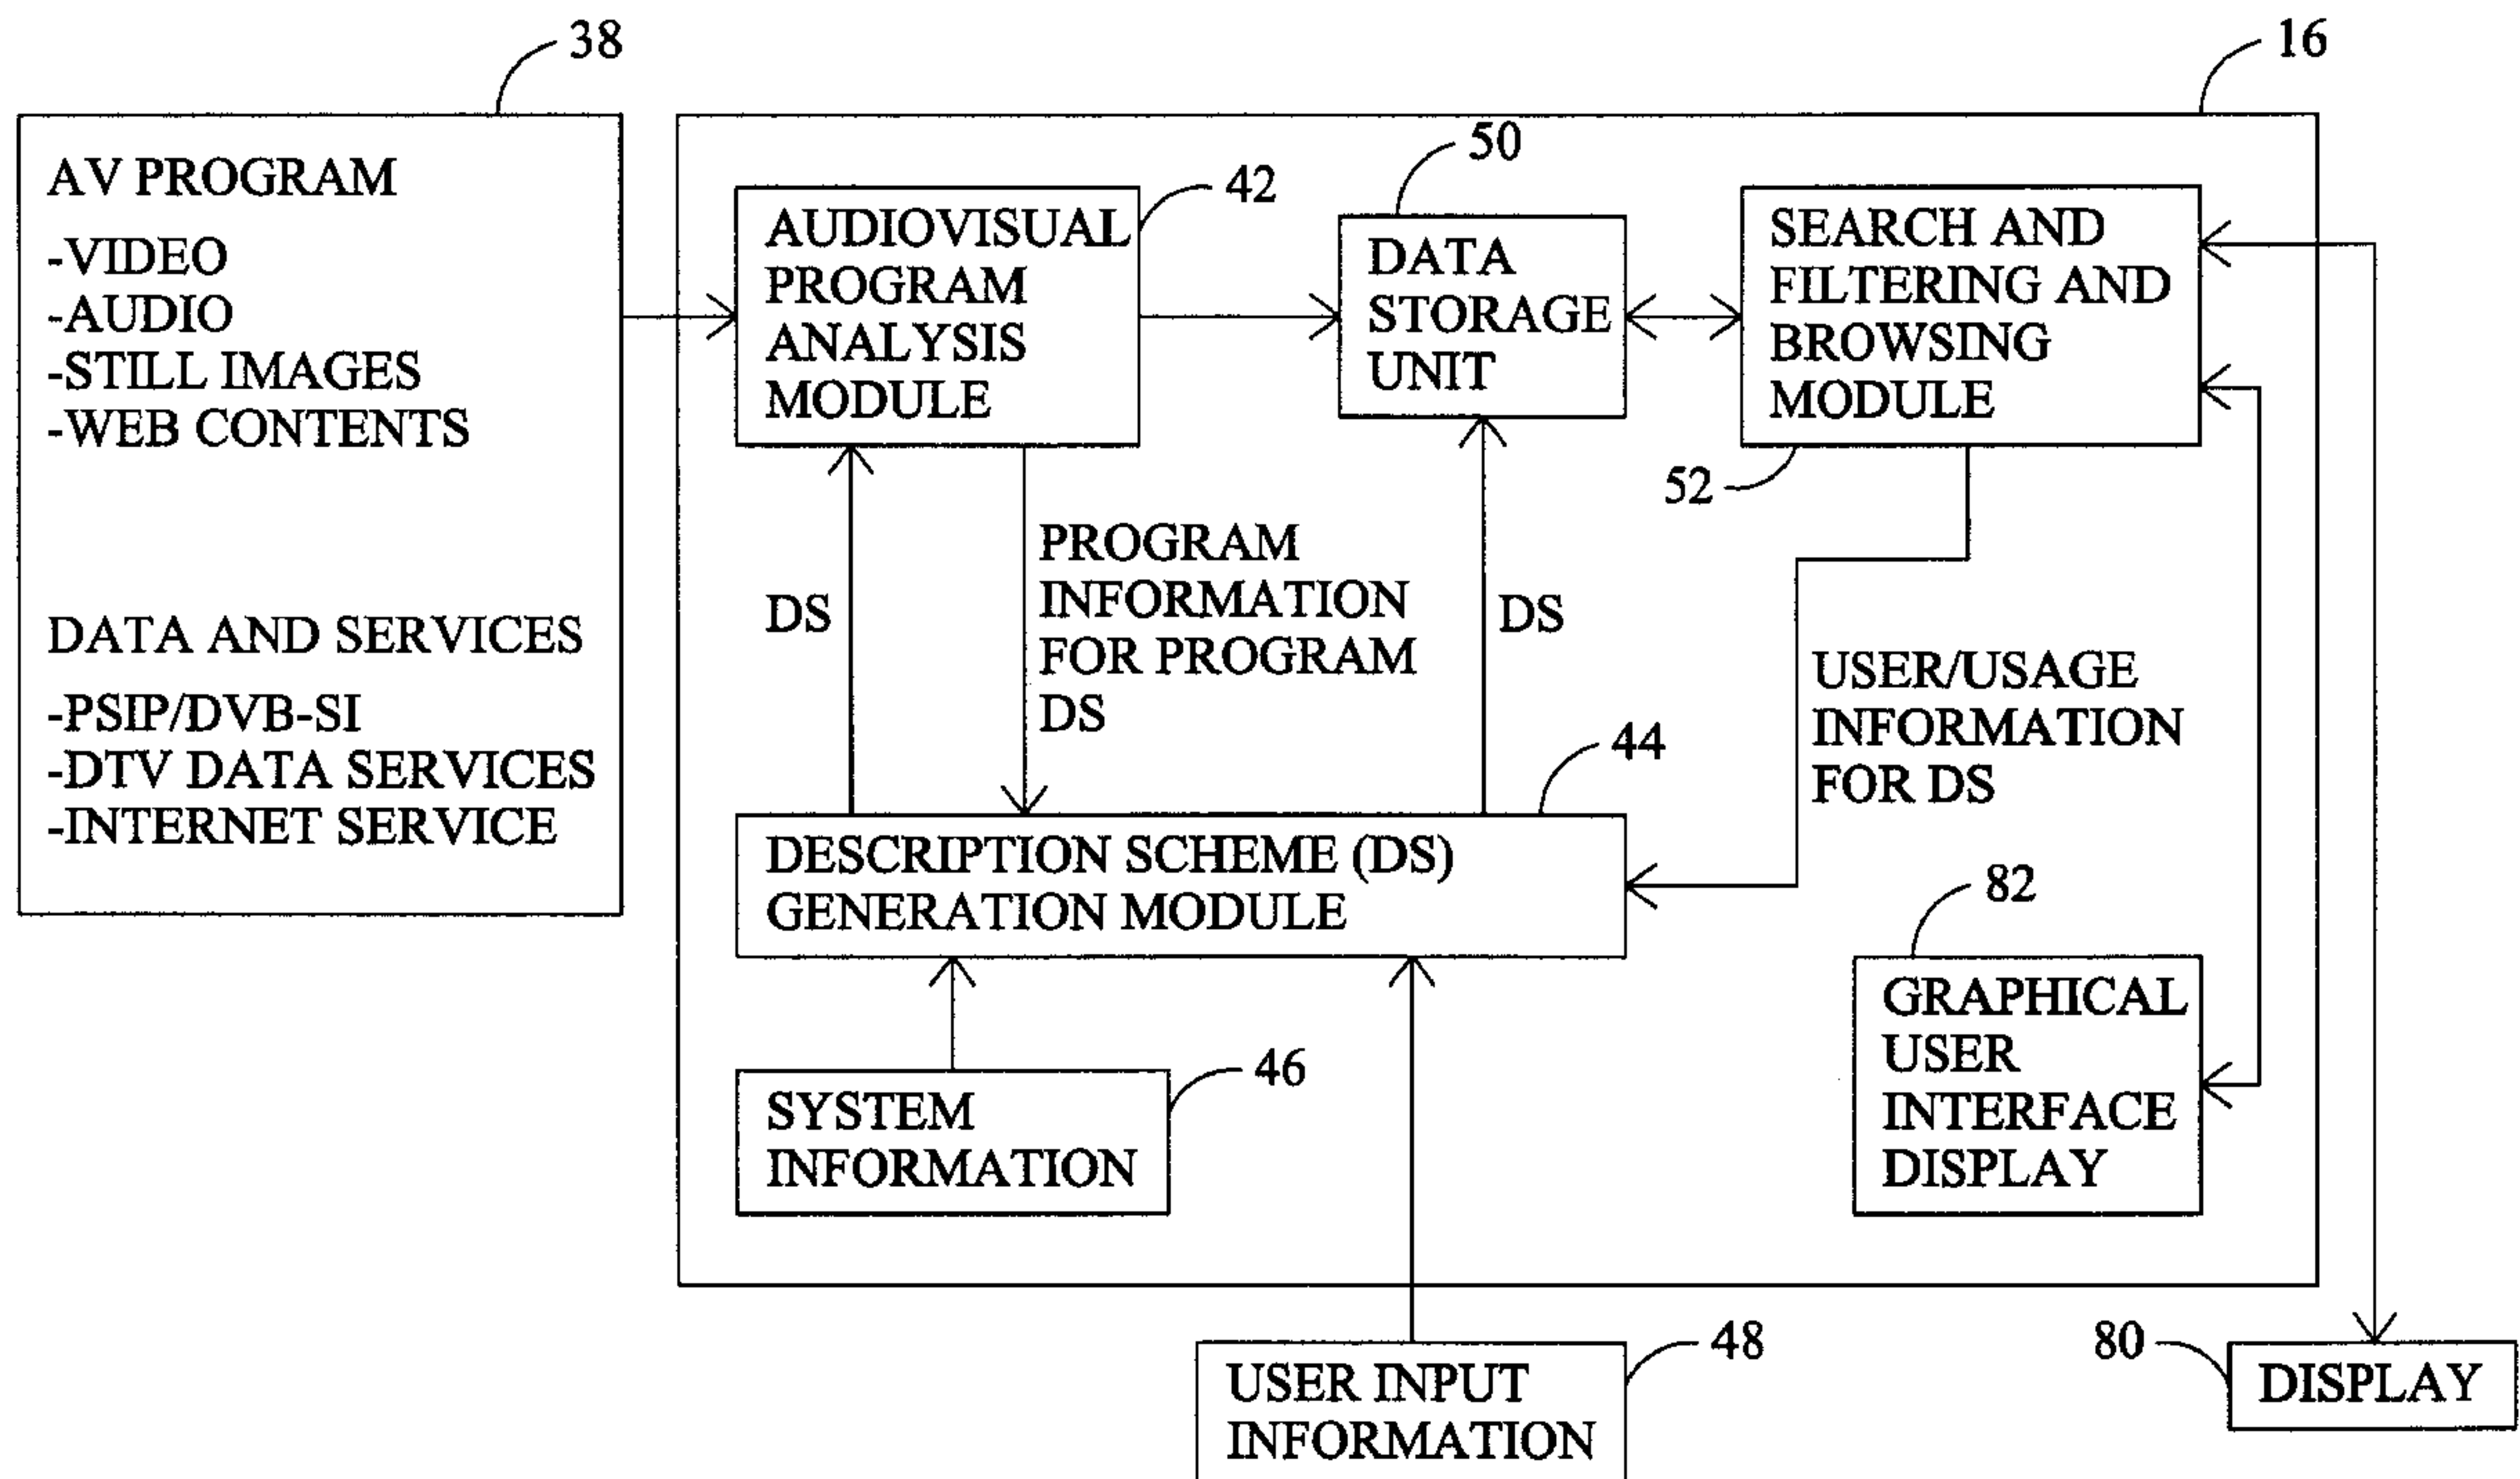 38
16
AV PROGRAM
-VIDEO
-AUDIO
-STILL IMAGES
-WEB CONTENTS
DATA AND SERVICES
-PSIP/DVB-SI
-DTV DATA SERVICES
-INTERNET SERVICE
42
AUDIOVISUAL
PROGRAM
ANALYSIS
MODULE
50
DATA
STORAGE
UNIT
SEARCH AND
FILTERING AND
BROWSING
MODULE
52
DS
PROGRAM
INFORMATION
FOR PROGRAM
DS
DS
USER/USAGE
INFORMATION
FOR DS
44
DESCRIPTION SCHEME (DS)
GENERATION MODULE
82
GRAPHICAL
USER
INTERFACE
DISPLAY
46
SYSTEM
INFORMATION
48
USER INPUT
INFORMATION
80
DISPLAY